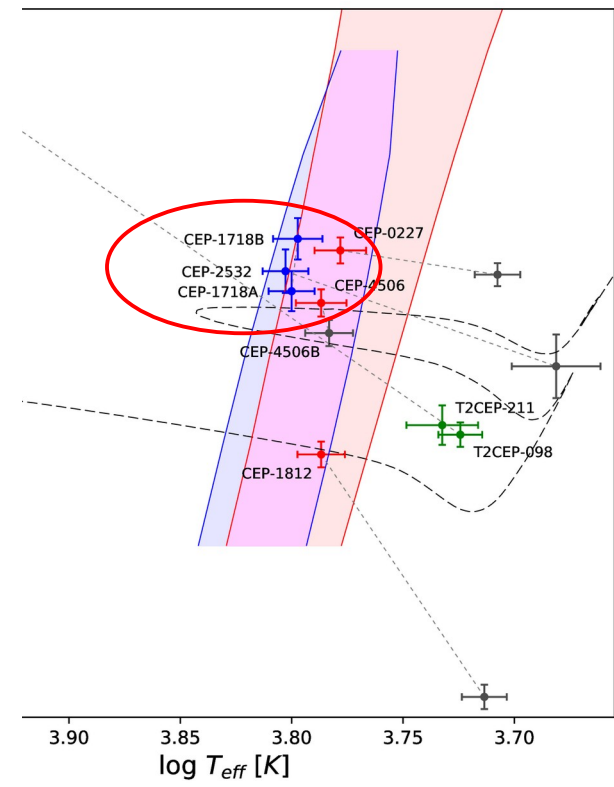 CEP-0227
CEP-1718B
CEP-2532
CEP-1718A
CEP-4506
CEP-4506B
T2CEP-211
T2CEP-098
CEP-1812
3.90 3.85 3.80 3.75 3.70
log T_eff [K]